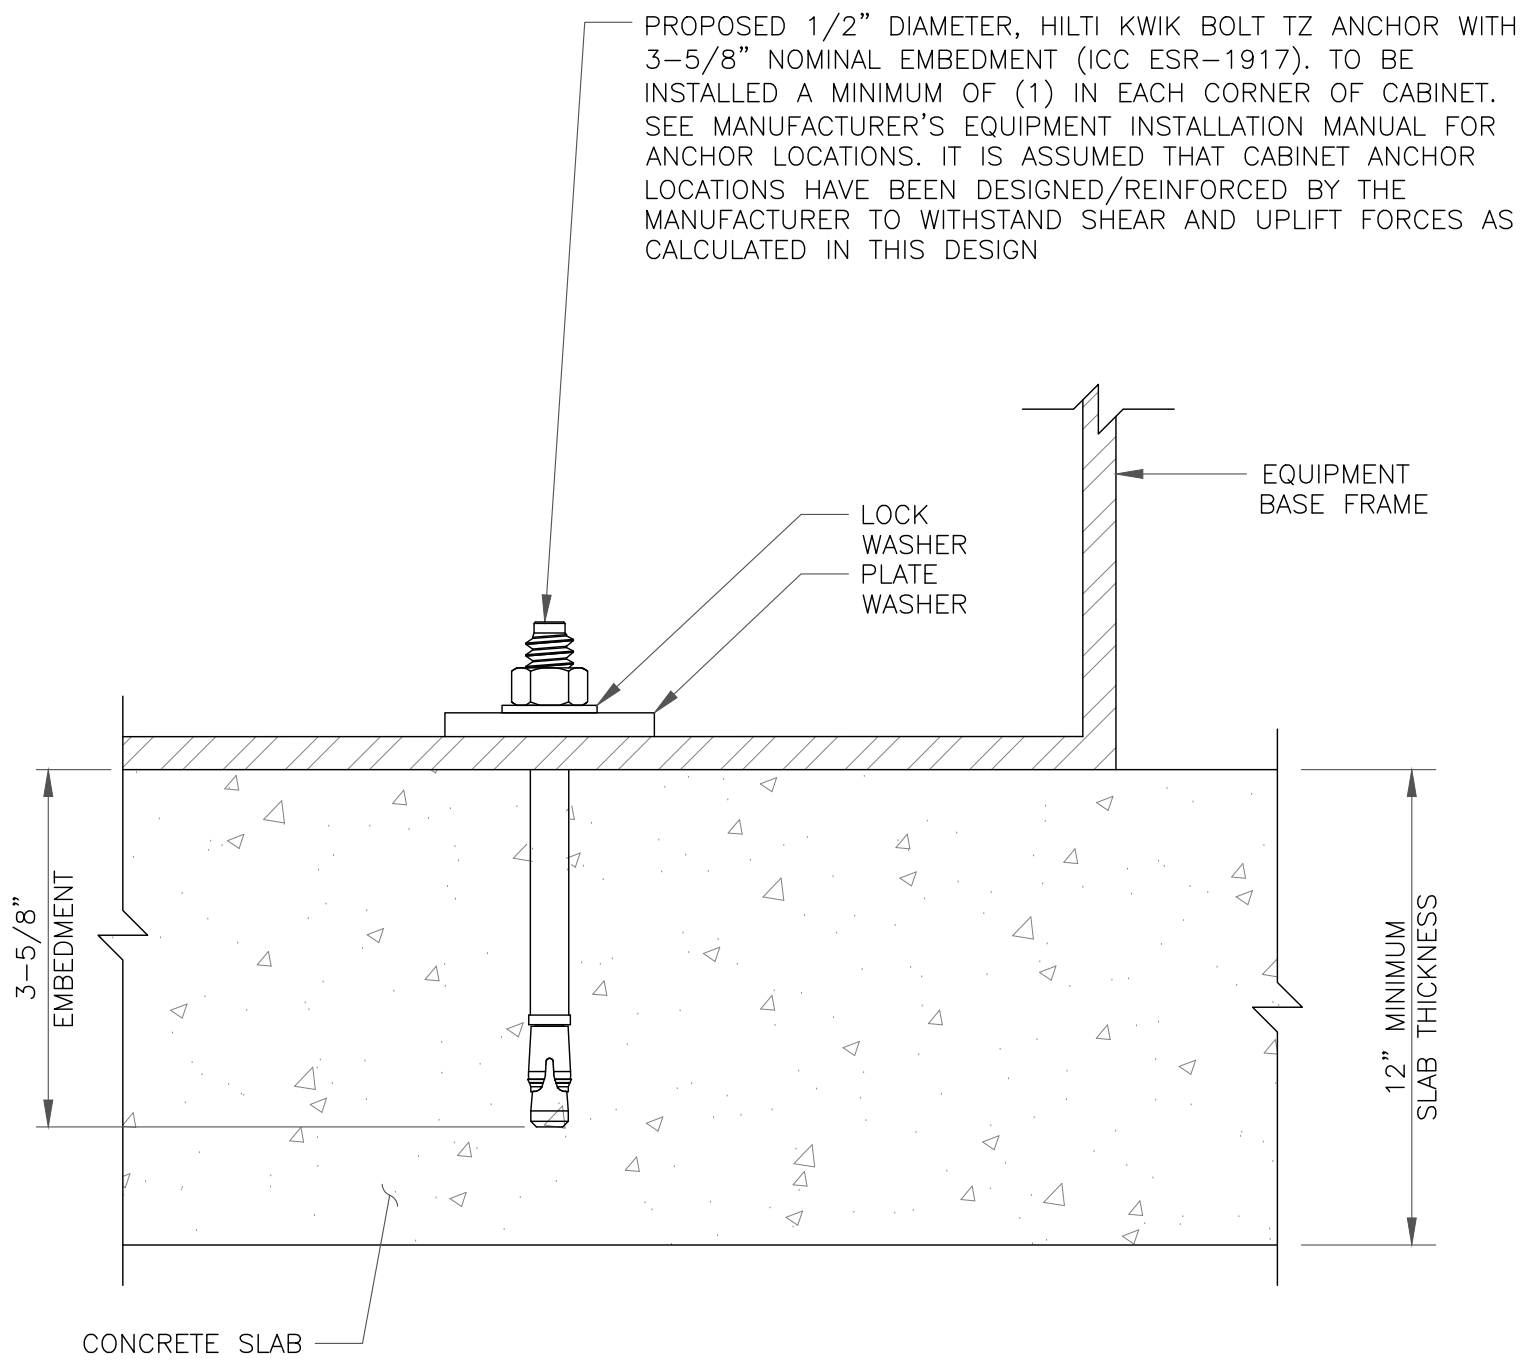 PROPOSED 1/2” DIAMETER, HILTI KWIK BOLT TZ ANCHOR WITH
3–5/8” NOMINAL EMBEDMENT (ICC ESR–1917). TO BE
INSTALLED A MINIMUM OF (1) IN EACH CORNER OF CABINET.
SEE MANUFACTURER’S EQUIPMENT INSTALLATION MANUAL FOR
ANCHOR LOCATIONS. IT IS ASSUMED THAT CABINET ANCHOR
LOCATIONS HAVE BEEN DESIGNED/REINFORCED BY THE
MANUFACTURER TO WITHSTAND SHEAR AND UPLIFT FORCES AS
CALCULATED IN THIS DESIGN
EQUIPMENT
BASE FRAME
LOCK
WASHER
PLATE
WASHER
3–5/8”
EMBEDMENT
12” MINIMUM
SLAB THICKNESS
CONCRETE SLAB